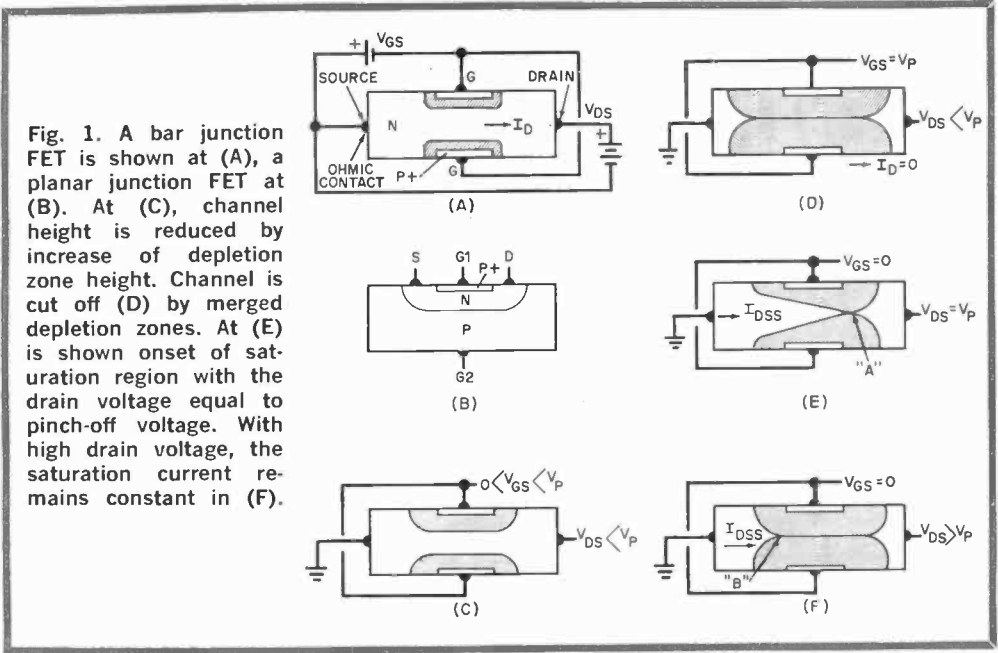 Fig. 1. A bar junction
FET is shown at (A), a
planar junction FET at
(B). At (C), channel
height is reduced by
increase of depletion
zone height. Channel is
cut off (D) by merged
depletion zones. At (E)
is shown onset of sat-
uration region with the
drain voltage equal to
pinch-off voltage. With
high drain voltage, the
saturation current re-
mains constant in (F).
+ VGS
SOURCE
G
DRAIN
N
→ ID
VDS
+
OHMIC
CONTACT
P+
G
(A)
S G1 D
P+
N
P
G2
(B)
0<VGS<VP
VDS<VP
(C)
VGS=VP
VDS<VP
→ ID=0
(D)
VGS=0
IDSS
VDS=VP
"A"
(E)
VGS=0
IDSS
VDS>VP
"B"
(F)